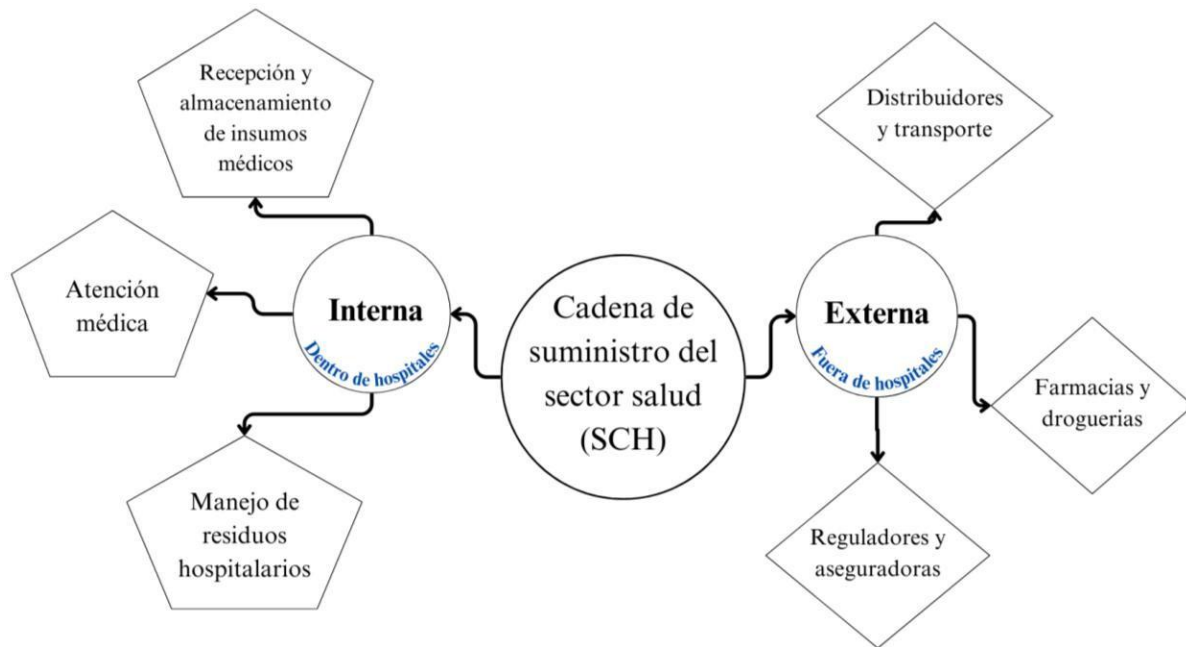 Recepción y
almacenamiento
de insumos
médicos
Atención
médica
Manejo de
residuos
hospitalarios
Interna
Dentro de hospitales
Cadena de
suministro del
sector salud
(SCH)
Externa
Fuera de hospitales
Distribuidores
y transporte
Farmacias y
droguerias
Reguladores y
aseguradoras